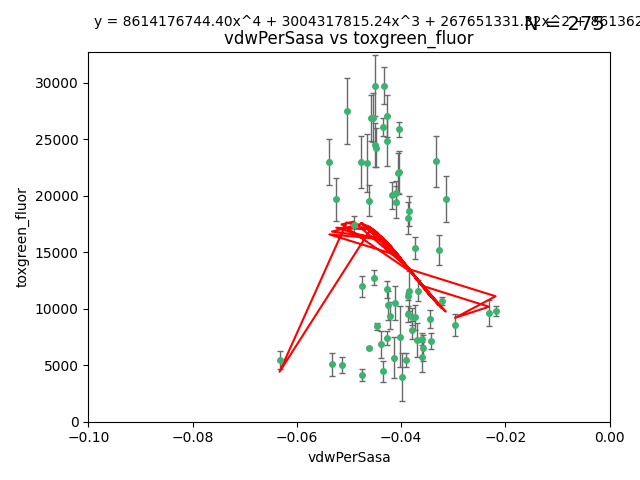 y = 8614176744.40x^4 + 3004317815.24x^3 + 267651331.
N = 275
vdwPerSasa vs toxgreen_fluor
toxgreen_fluor
30000
25000
20000
15000
10000
5000
0
−0.10
−0.08
−0.06
−0.04
−0.02
0.00
vdwPerSasa